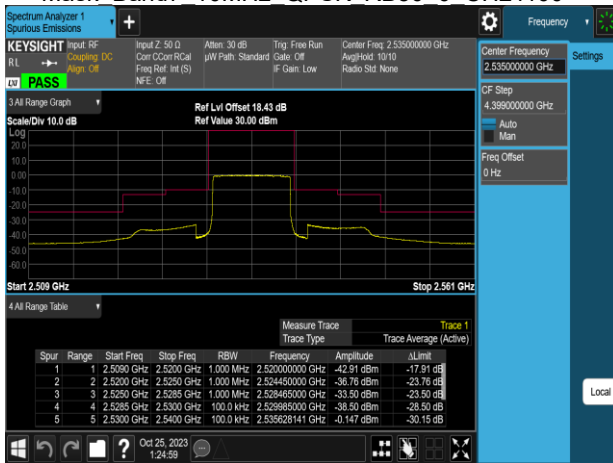 Mask_Band7_10MHz_QPSK_RB50_0_CH21100
Spectrum Analyzer 1
Spurious Emissions
Frequency
KEYSIGHT
RL
LXI
PASS
Input: RF
Coupling: DC
Align: Off
Input Z: 50 Ω
Corr CCorr RCal
Freq Ref: Int (S)
NFE: Off
Atten: 30 dB
µW Path: Standard
Trig: Free Run
Gate: Off
IF Gain: Low
Center Freq: 2.535000000 GHz
Avg|Hold: 10/10
Radio Std: None
Center Frequency
2.535000000 GHz
Settings
CF Step
4.399000000 GHz
Auto
Man
Freq Offset
0 Hz
3 All Range Graph
Scale/Div 10.0 dB
Ref Lvl Offset 18.43 dB
Ref Value 30.00 dBm
Log
20.0
10.0
0.00
-10.0
-20.0
-30.0
-40.0
-50.0
-60.0
Start 2.509 GHz
Stop 2.561 GHz
4 All Range Table
Measure Trace Trace 1
Trace Type Trace Average (Active)
Spur Range Start Freq Stop Freq RBW Frequency Amplitude ΔLimit
1 1 2.5090 GHz 2.5200 GHz 1.000 MHz 2.520000000 GHz -42.91 dBm -17.91 dB
2 2 2.5200 GHz 2.5250 GHz 1.000 MHz 2.524450000 GHz -36.76 dBm -23.76 dB
3 3 2.5250 GHz 2.5285 GHz 1.000 MHz 2.528465000 GHz -33.50 dBm -23.50 dB
4 4 2.5285 GHz 2.5300 GHz 100.0 kHz 2.529985000 GHz -38.50 dBm -28.50 dB
5 5 2.5300 GHz 2.5400 GHz 100.0 kHz 2.535628141 GHz -0.147 dBm -30.15 dB
Local
Oct 25, 2023
1:24:59